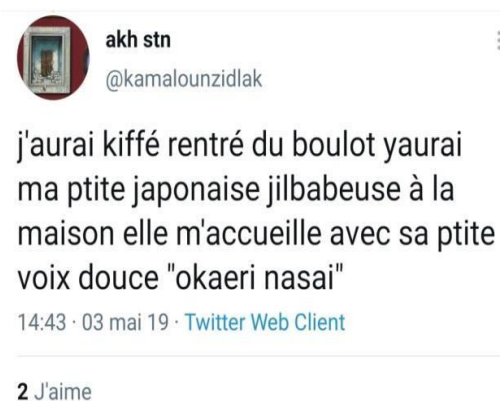 akh stn
@kamalounzidlak
j'aurai kiffé rentré du boulot yaurai
ma ptite japonaise jilbabeuse à la
maison elle m'accueille avec sa ptite
voix douce "okaeri nasai"
14:43 · 03 mai 19 · Twitter Web Client
2 J'aime